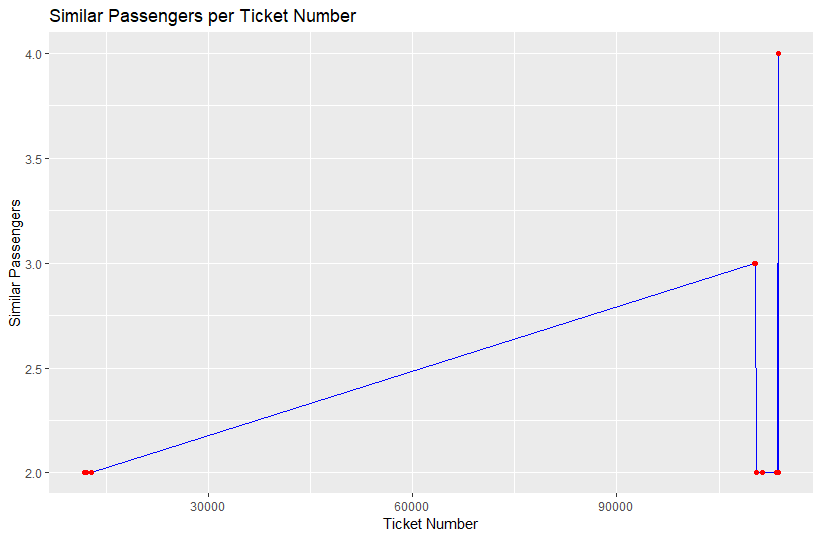 Similar Passengers per Ticket Number
4.0
3.5
3.0
2.5
2.0
Similar Passengers
30000 60000 90000
Ticket Number